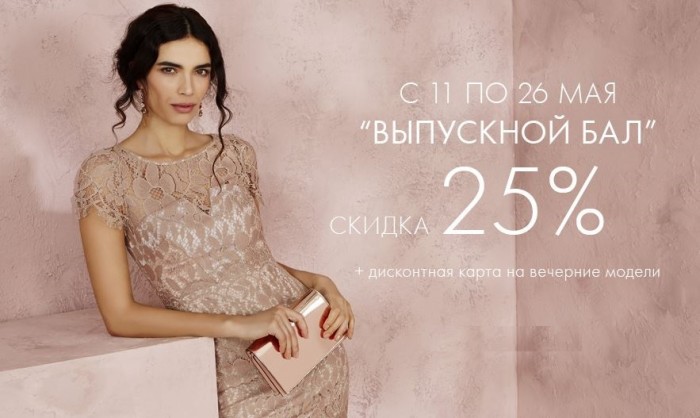 С 11 ПО 26 МАЯ
“ВЫПУСКНОЙ БАЛ”
СКИДКА 25%
+ дисконтная карта на вечерние модели